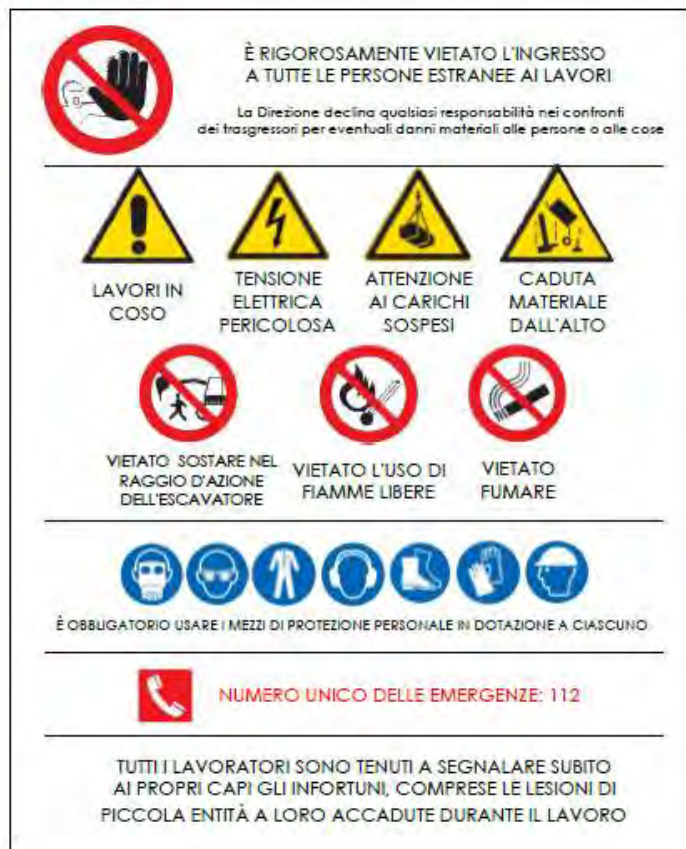 È RIGOROSAMENTE VIETATO L'INGRESSO
A TUTTE LE PERSONE ESTRANEE AI LAVORI
La Direzione declina qualsiasi responsabilità nei confronti
dei trasgressori per eventuali danni materiali alle persone o alle cose
LAVORI IN
COSO
TENSIONE
ELETTRICA
PERICOLOSA
ATTENZIONE
AI CARICHI
SOSPESI
CADUTA
MATERIALE
DALL'ALTO
VIETATO SOSTARE NEL
RAGGIO D'AZIONE
DELL'ESCAVATORE
VIETATO L'USO DI
FIAMME LIBERE
VIETATO
FUMARE
È OBBLIGATORIO USARE I MEZZI DI PROTEZIONE PERSONALE IN DOTAZIONE A CIASCUNO
NUMERO UNICO DELLE EMERGENZE: 112
TUTTI I LAVORATORI SONO TENUTI A SEGNALARE SUBITO
AI PROPRI CAPI GLI INFORTUNI, COMPRESE LE LESIONI DI
PICCOLA ENTITÀ A LORO ACCADUTE DURANTE IL LAVORO